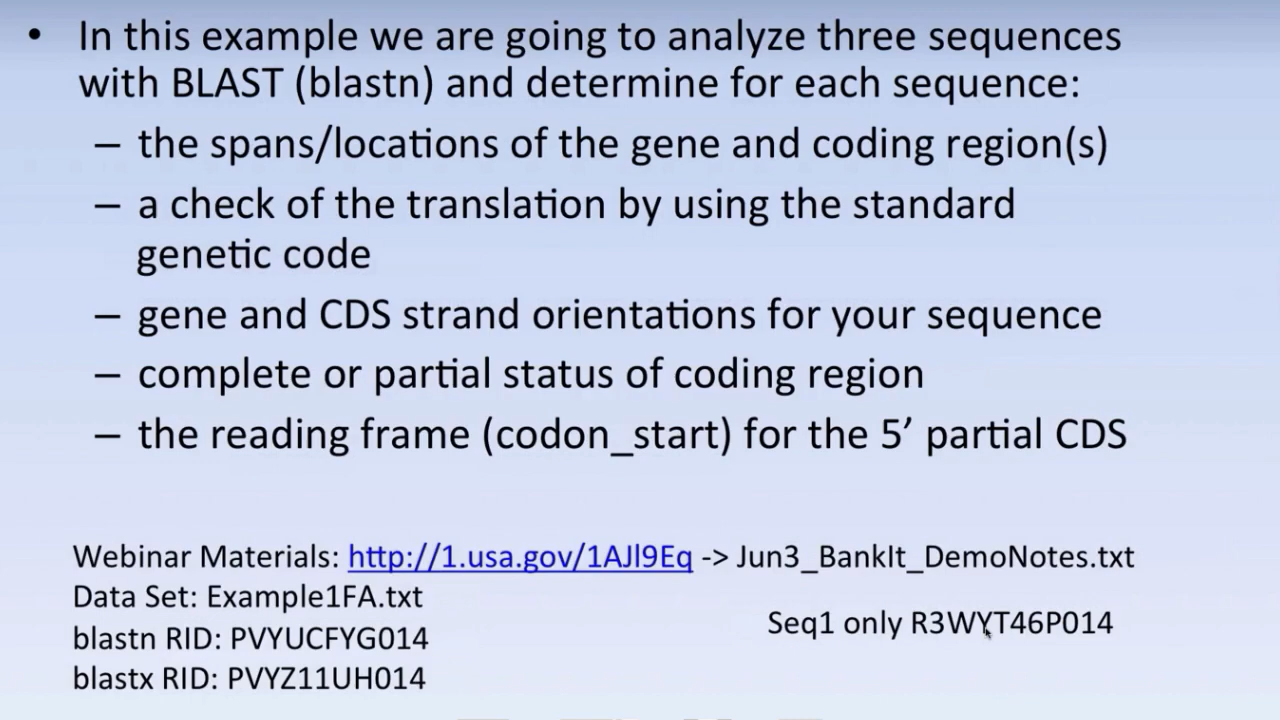 • In this example we are going to analyze three sequences
with BLAST (blastn) and determine for each sequence:
– the spans/locations of the gene and coding region(s)
– a check of the translation by using the standard
genetic code
– gene and CDS strand orientations for your sequence
– complete or partial status of coding region
– the reading frame (codon_start) for the 5’ partial CDS
Webinar Materials: http://1.usa.gov/1AJl9Eq -> Jun3_BankIt_DemoNotes.txt
Data Set: Example1FA.txt
Seq1 only R3WYT46P014
blastn RID: PVYUCFYG014
blastx RID: PVYZ11UH014